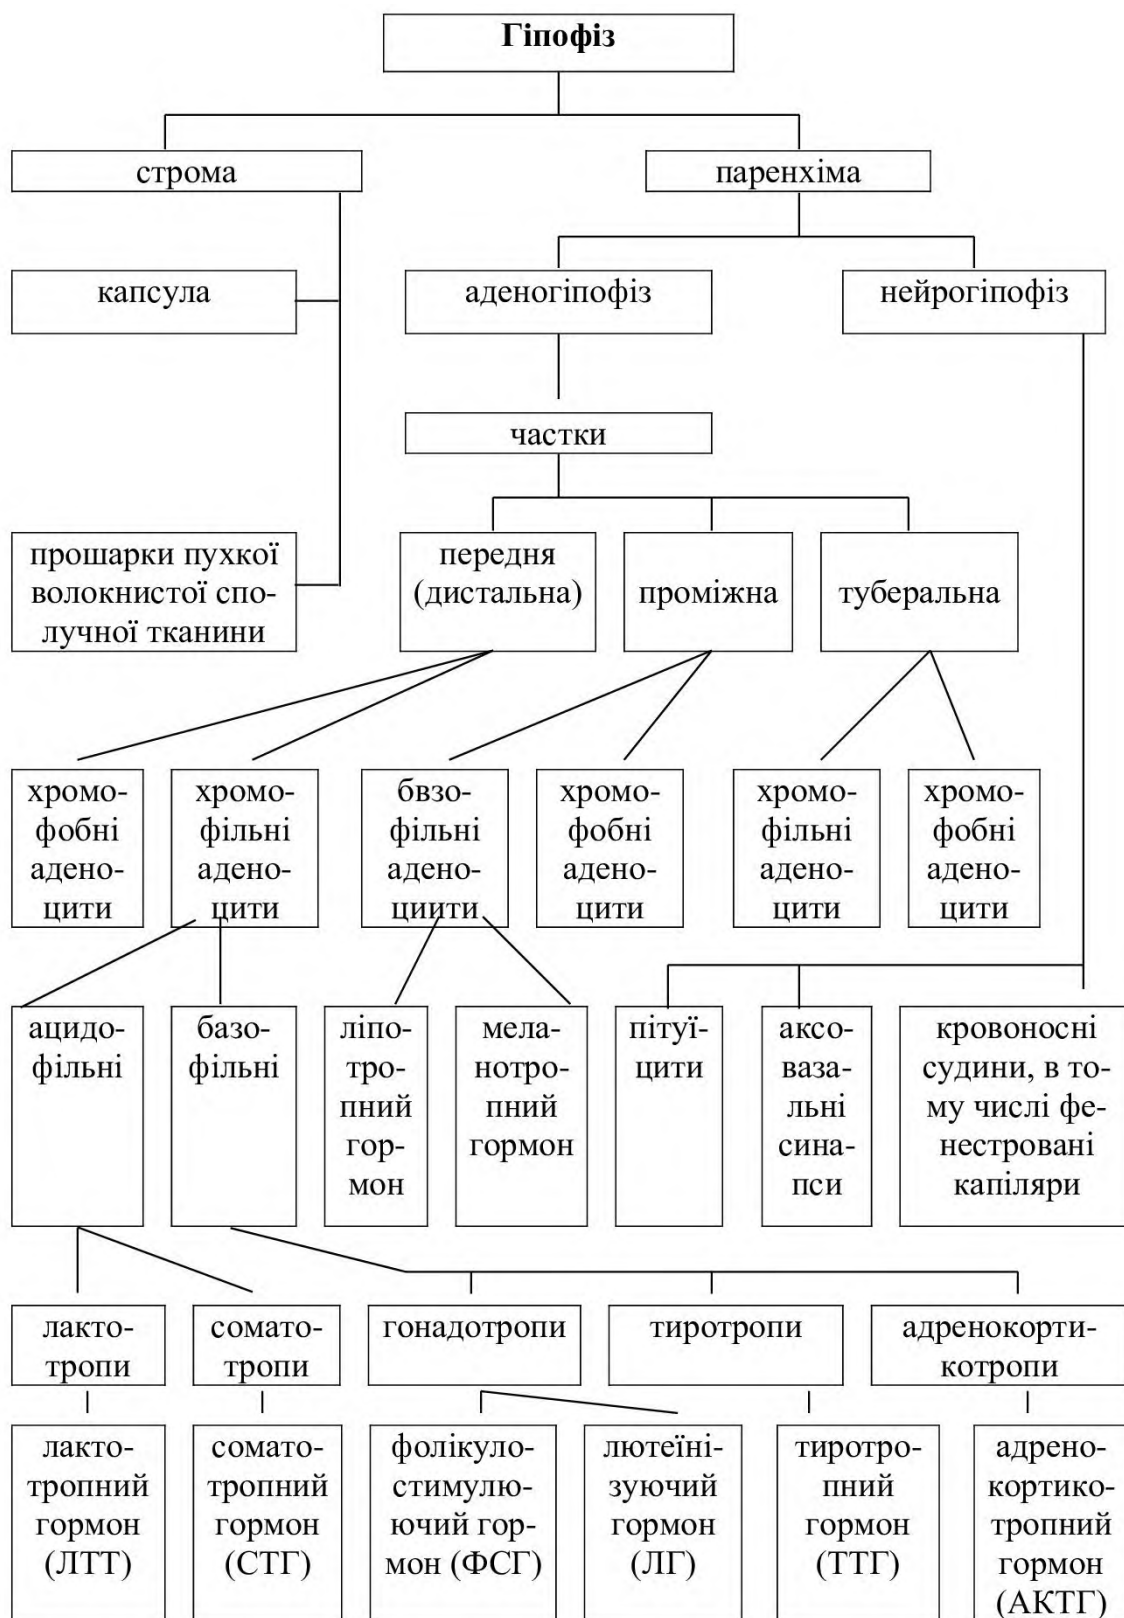 Гіпофіз
строма
паренхіма
капсула
аденогіпофіз
нейрогіпофіз
частки
прошарки пухкої
волокнистої спо-
лучної тканини
передня
(дистальна)
проміжна
туберальна
хромо-
фобні
адено-
цити
хромо-
фільні
адено-
цити
бвзо-
фільні
адено-
циити
хромо-
фобні
адено-
цити
хромо-
фільні
адено-
цити
хромо-
фобні
адено-
цити
ацидо-
фільні
базо-
фільні
ліпо-
тро-
пний
гор-
мон
мела-
нотро-
пний
гормон
пітуї-
цити
аксо-
ваза-
льні
сина-
пси
кровоносні
судини, в то-
му числі фе-
нестровані
капіляри
лакто-
тропи
сомато-
тропи
гонадотропи
тиротропи
адренокорти-
котропи
лакто-
тропний
гормон
(ЛТТ)
сомато-
тропний
гормон
(СТГ)
фолікуло-
стимулю-
ючий гор-
мон (ФСГ)
лютеїні-
зуючий
гормон
(ЛГ)
тиротро-
пний
гормон
(ТТГ)
адрено-
кортико-
тропний
гормон
(АКТГ)